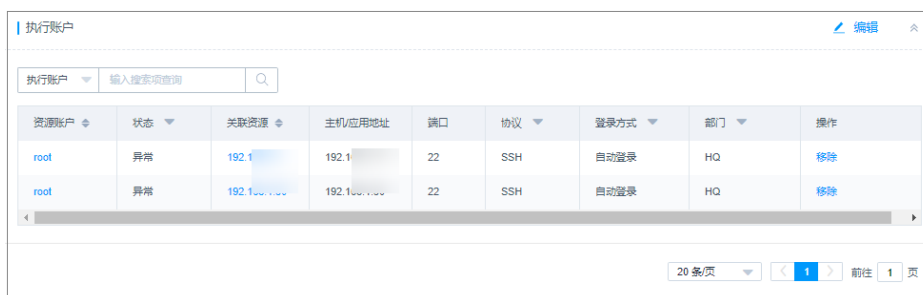 执行账户 编辑
执行账户 输入搜索项查询
资源账户 状态 关联资源 主机/应用地址 端口 协议 登录方式 部门 操作
root 异常 22 SSH 自动登录 HQ 移除
root 异常 22 SSH 自动登录 HQ 移除
20 条/页 1 前往 1 页